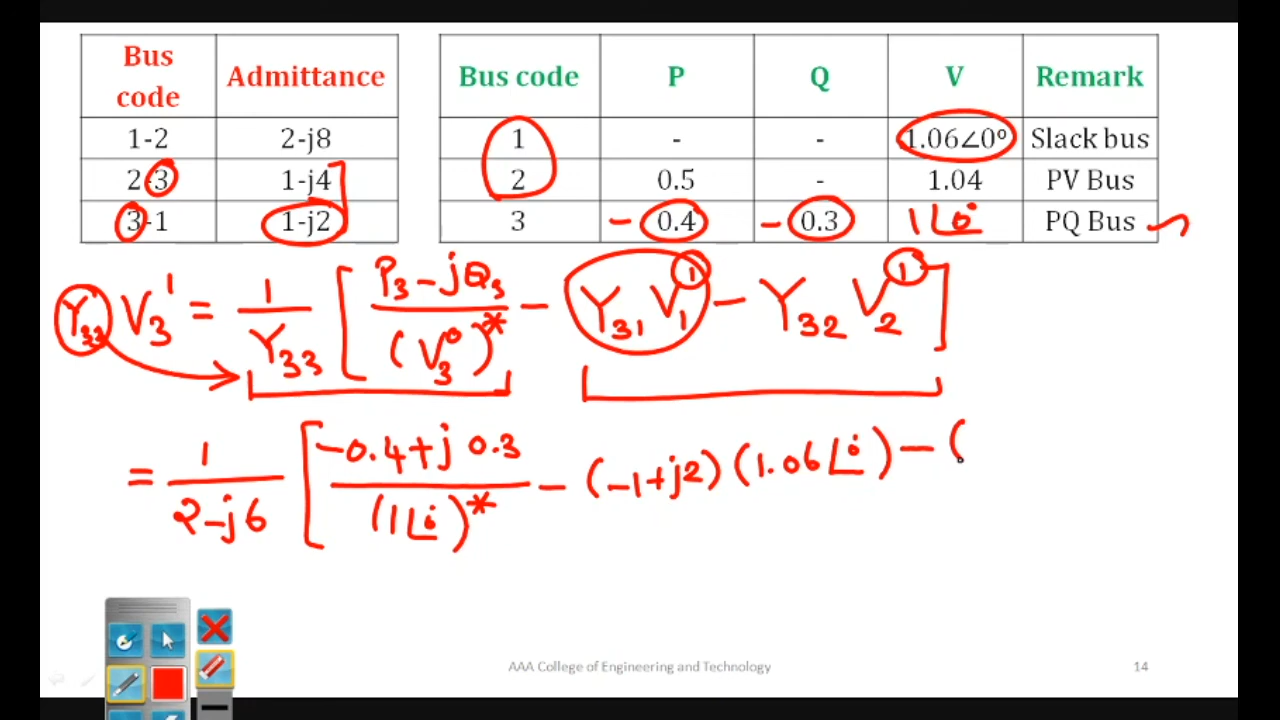 Bus code | Admittance
1-2 | 2-j8
2-3 | 1-j4
3-1 | 1-j2
Bus code | P | Q | V | Remark
1 | - | - | 1.06∠0º | Slack bus
2 | 0.5 | - | 1.04 | PV Bus
3 | - 0.4 | - 0.3 | 1∠0° | PQ Bus
Y₃₃ V₃¹ = 1/Y₃₃ [ (P₃ - jQ₃)/(V₃⁰)* - Y₃₁ V₁① - Y₃₂ V₂① ]
= 1/(2-j6) [ (-0.4+j0.3)/(1∠0°)* - (-1+j2)(1.06∠0°) - (
AAA College of Engineering and Technology
14